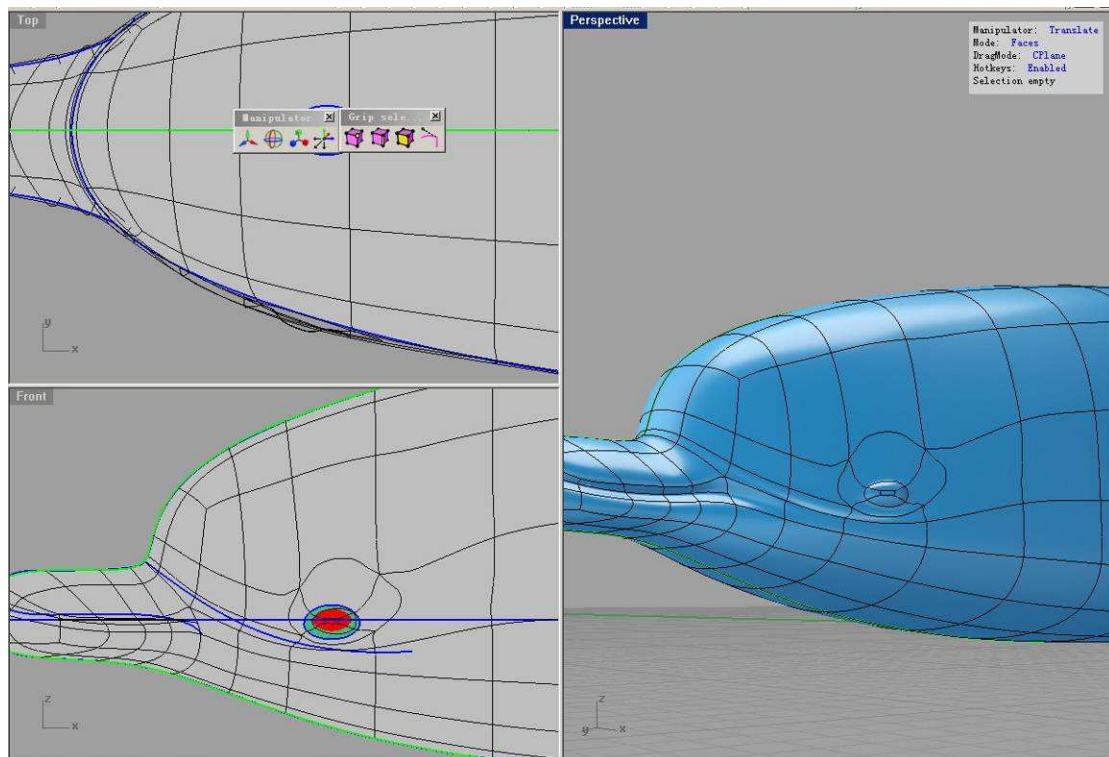 Top
Perspective
Manipulator: Translate
Mode: Faces
DragMode: CPlane
Hotkeys: Enabled
Selection empty
Manipulator
Grip sele...
y
x
Front
z
x
z
y
x